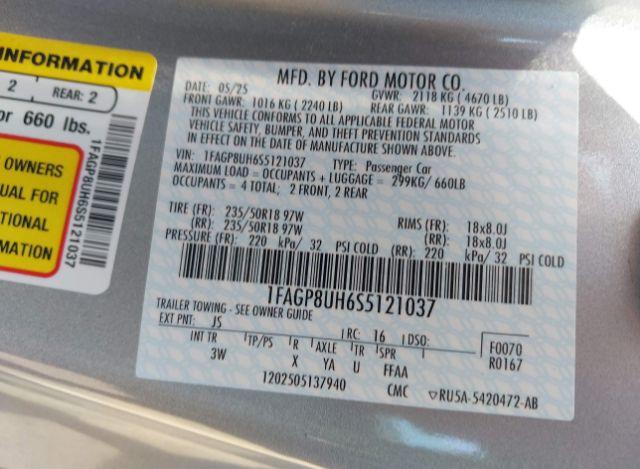 INFORMATION
2
REAR: 2
or 660 lbs.
OWNERS
UAL FOR
TIONAL
RMATION
1FAGP8UH6S5121037
MFD. BY FORD MOTOR CO.
DATE: 05/25
GVWR: 2118 KG ( 4670 LB)
FRONT GAWR: 1016 KG ( 2240 LB)
REAR GAWR: 1139 KG ( 2510 LB)
THIS VEHICLE CONFORMS TO ALL APPLICABLE FEDERAL MOTOR
VEHICLE SAFETY, BUMPER, AND THEFT PREVENTION STANDARDS
IN EFFECT ON THE DATE OF MANUFACTURE SHOWN ABOVE.
VIN: 1FAGP8UH6S5121037
TYPE: Passenger Car
MAXIMUM LOAD = OCCUPANTS + LUGGAGE = 299KG/ 660LB
OCCUPANTS = 4 TOTAL; 2 FRONT, 2 REAR
TIRE (FR): 235/50R18 97W RIMS (FR): 18x8.0J
(RR): 235/50R18 97W (RR): 18x8.0J
PRESSURE (FR): 220 kPa/ 32 PSI COLD (RR): 220 kPa/ 32 PSI COLD
1FAGP8UH6S5121037
TRAILER TOWING - SEE OWNER GUIDE
EXT PNT: JS RC: 16 DSO: F0070
INT TR TP/PS R AXLE TR SPR R0167
3W X YA U FFAA
1202505137940 CMC ▽RU5A-5420472-AB